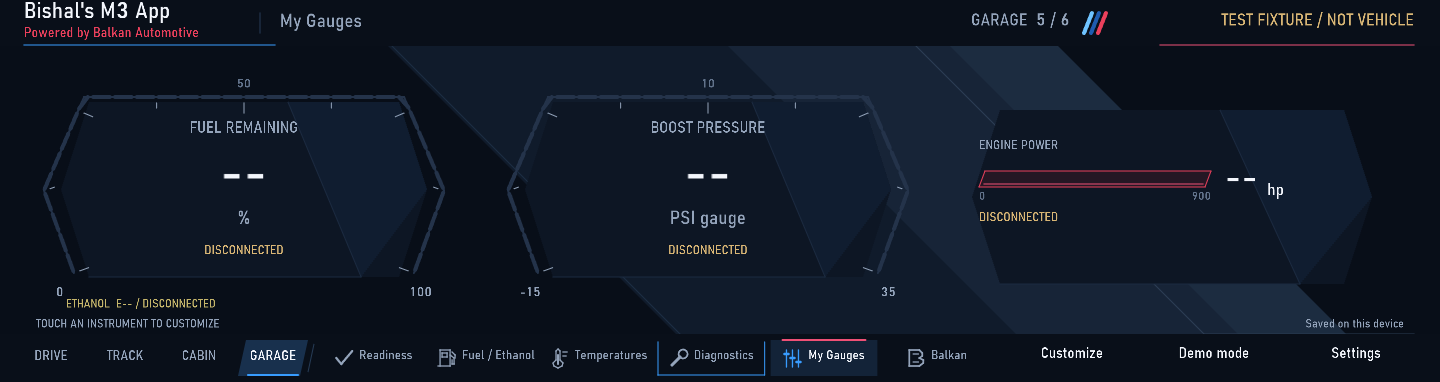 Bishal's M3 App
Powered by Balkan Automotive
My Gauges
GARAGE 5 / 6
TEST FIXTURE / NOT VEHICLE
50
FUEL REMAINING
--
%
DISCONNECTED
0
100
ETHANOL E-- / DISCONNECTED
10
BOOST PRESSURE
--
PSI gauge
DISCONNECTED
-15
35
ENGINE POWER
-- hp
0
900
DISCONNECTED
TOUCH AN INSTRUMENT TO CUSTOMIZE
Saved on this device
DRIVE
TRACK
CABIN
GARAGE
Readiness
Fuel / Ethanol
Temperatures
Diagnostics
My Gauges
Balkan
Customize
Demo mode
Settings